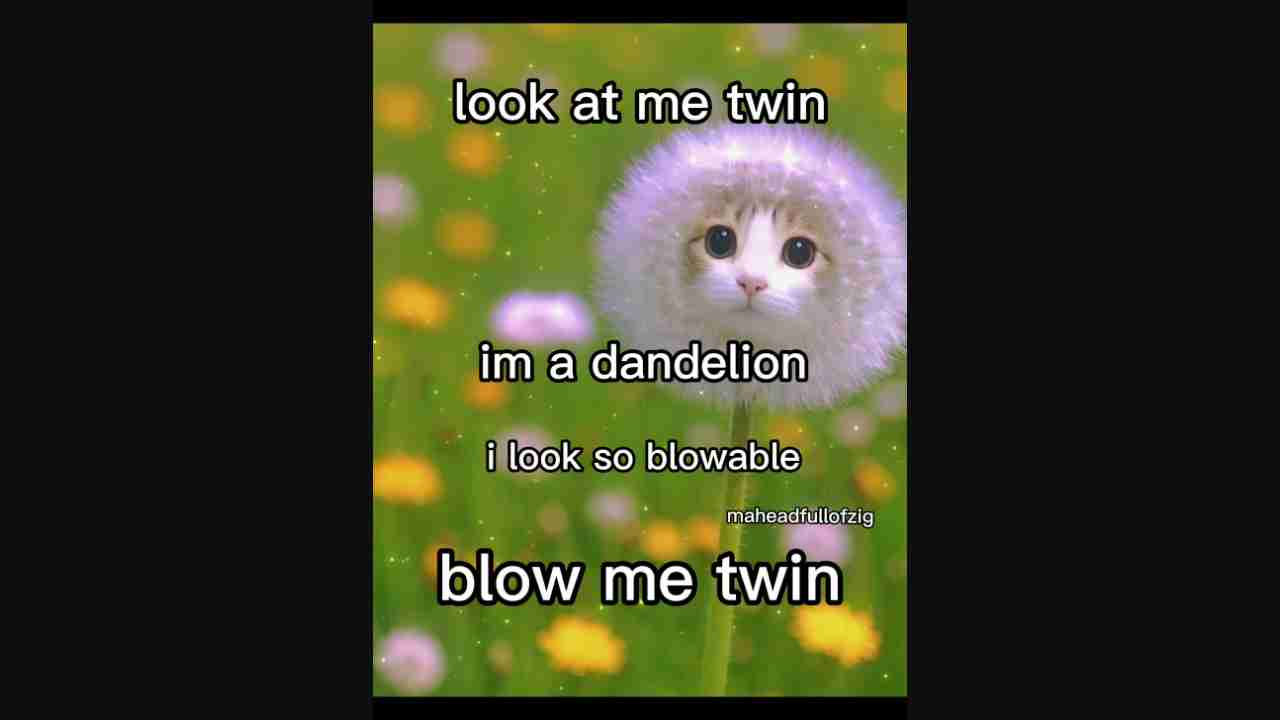 look at me twin
im a dandelion
i look so blowable
maheadfullofzig
blow me twin